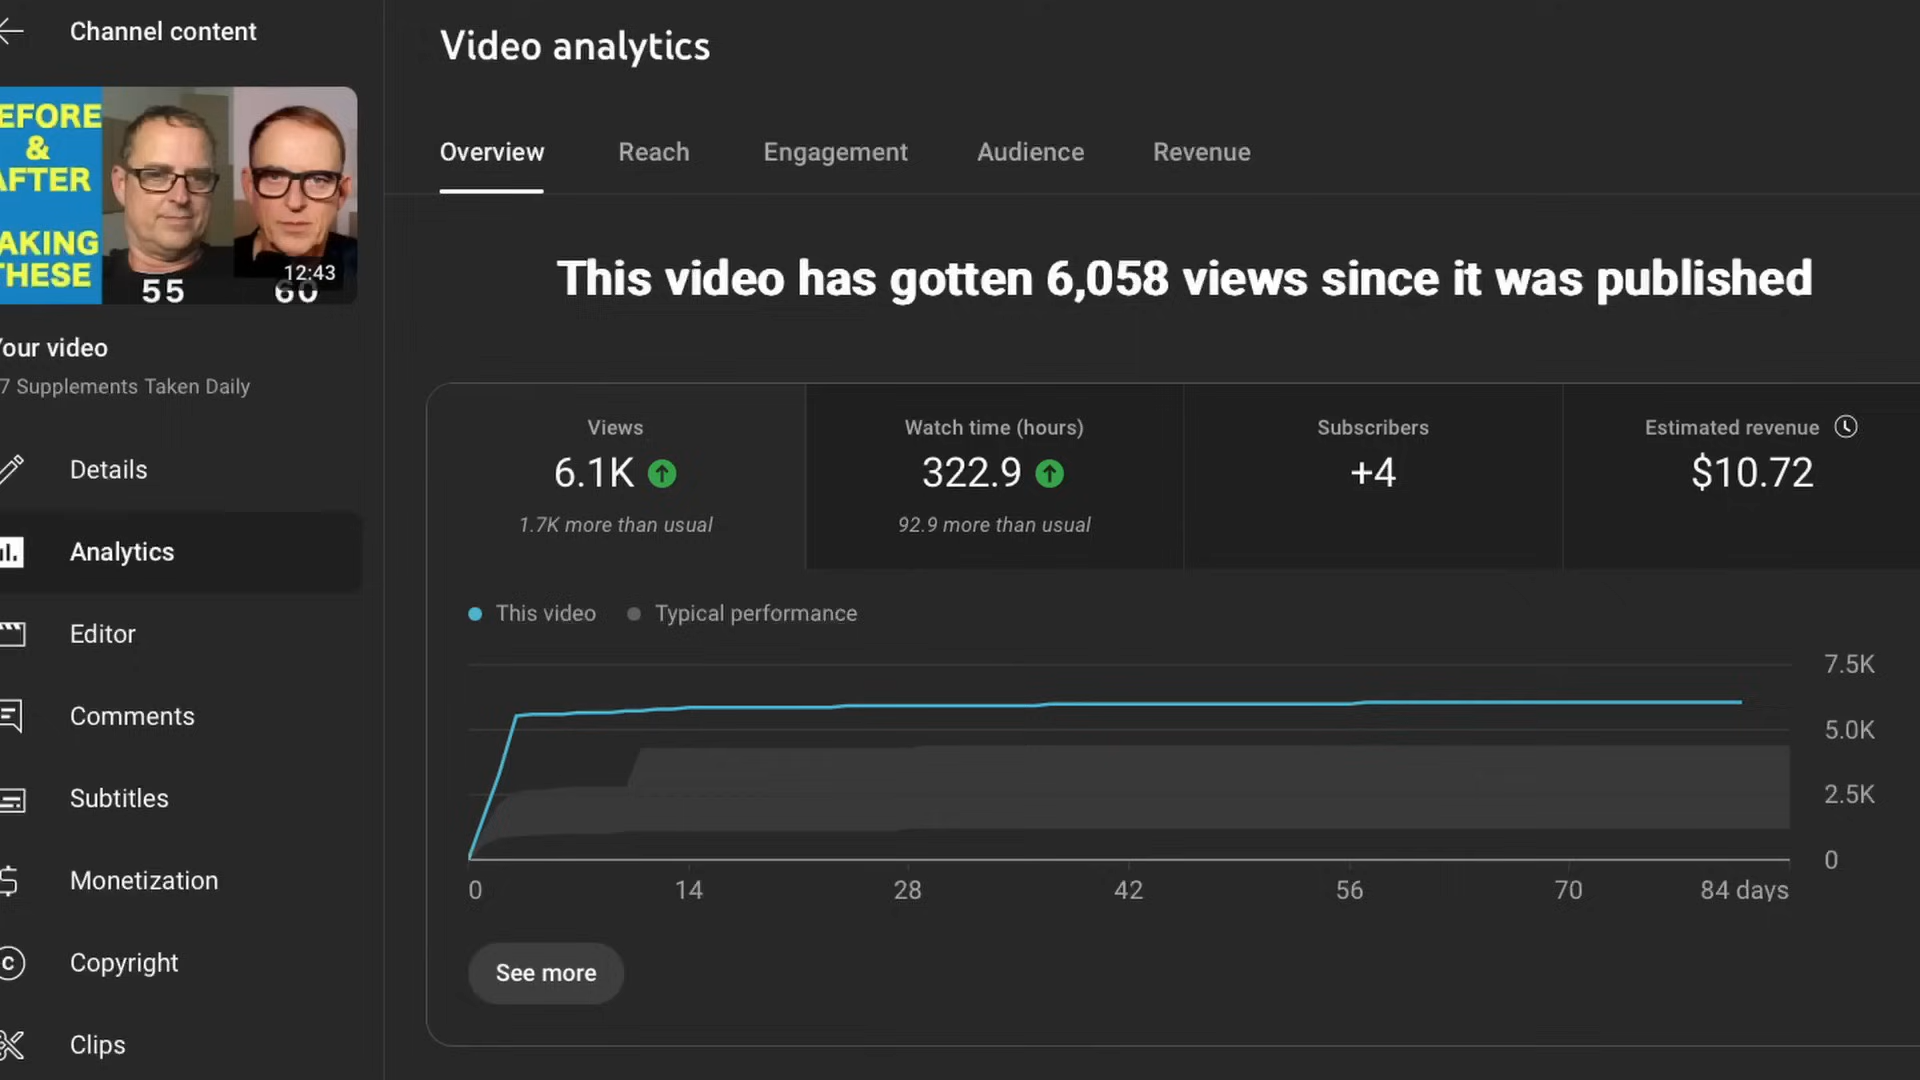 Channel content
EFORE
&
AFTER
AKING
THESE
12:43
55
60
Your video
7 Supplements Taken Daily
Details
Analytics
Editor
Comments
Subtitles
Monetization
Copyright
Clips
Video analytics
Overview Reach Engagement Audience Revenue
This video has gotten 6,058 views since it was published
Views
6.1K
1.7K more than usual
Watch time (hours)
322.9
92.9 more than usual
Subscribers
+4
Estimated revenue
$10.72
This video Typical performance
7.5K
5.0K
2.5K
0
0 14 28 42 56 70 84 days
See more